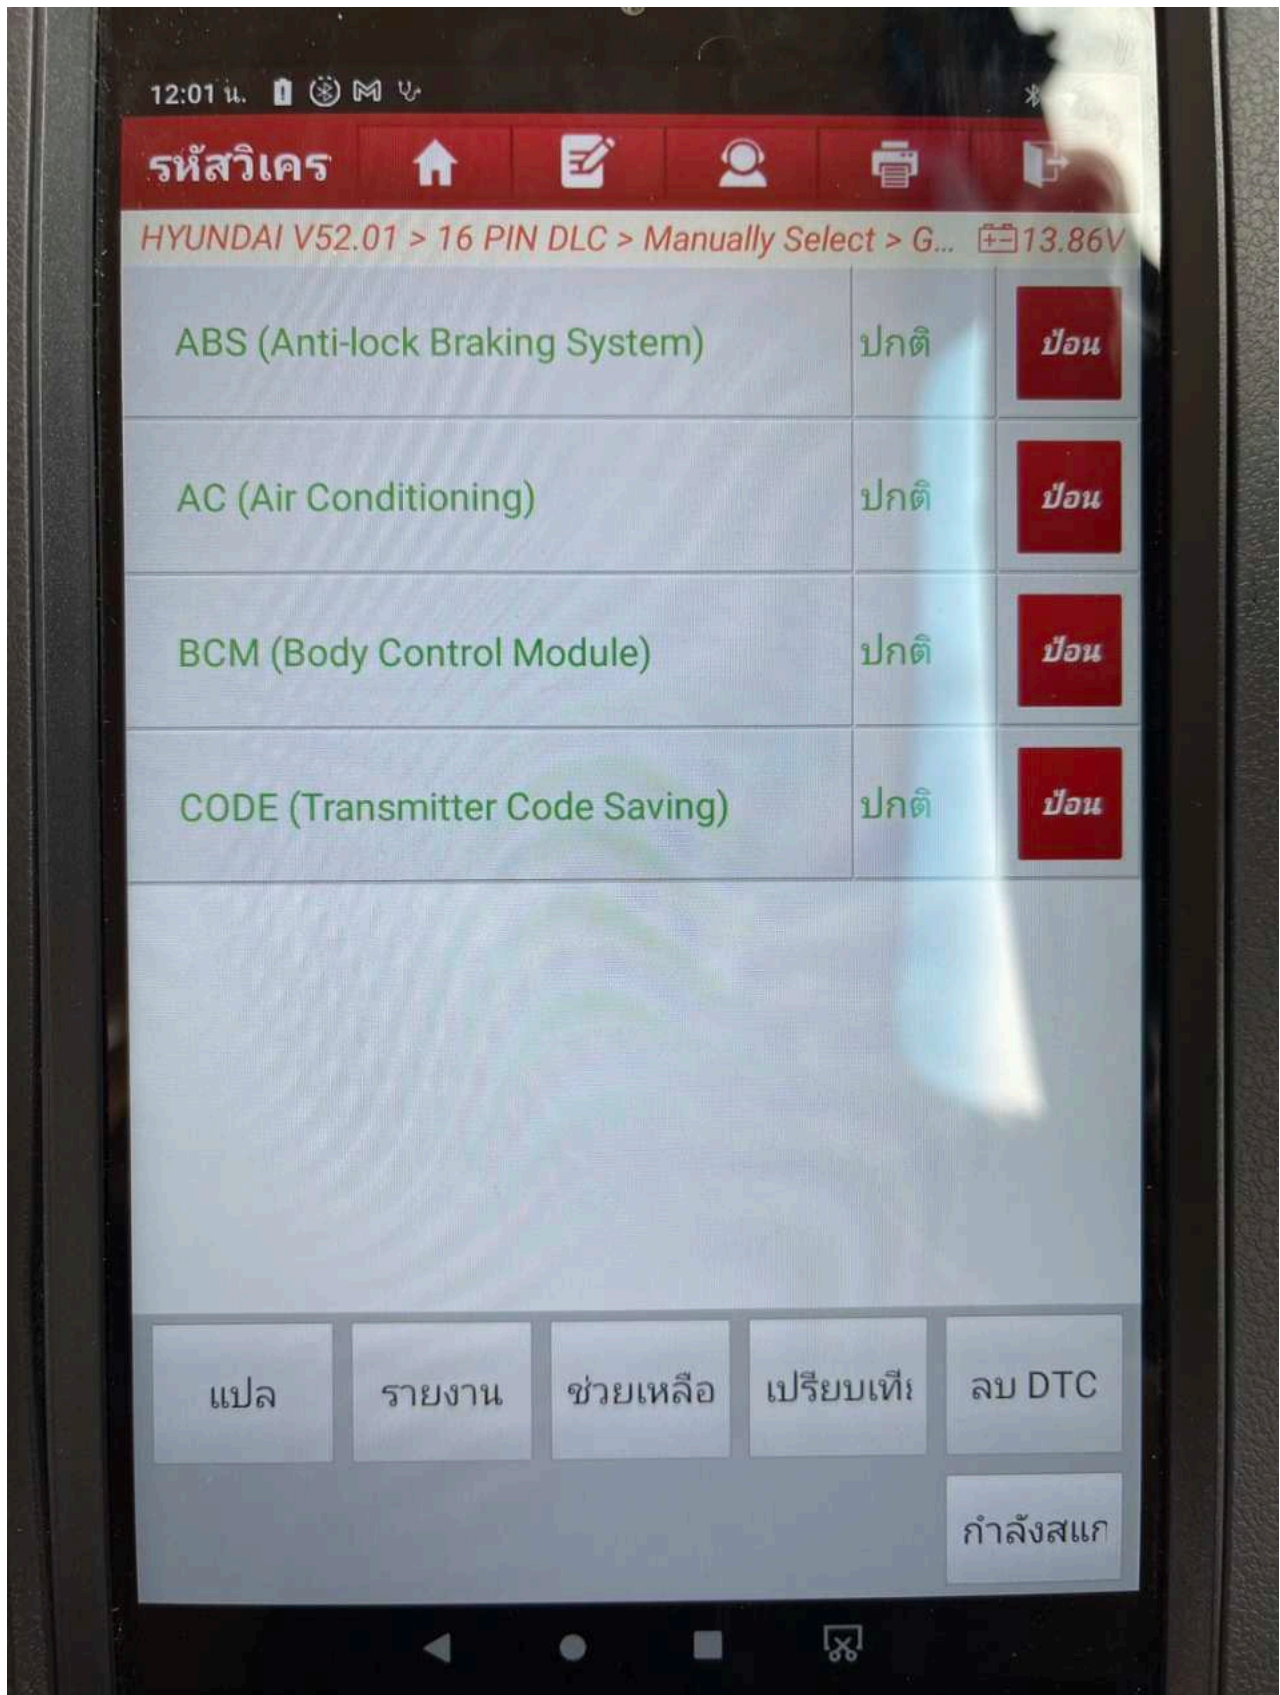 12:01 น.
รหัสวิเคร
HYUNDAI V52.01 > 16 PIN DLC > Manually Select > G... 13.86V
ABS (Anti-lock Braking System) ปกติ ป้อน
AC (Air Conditioning) ปกติ ป้อน
BCM (Body Control Module) ปกติ ป้อน
CODE (Transmitter Code Saving) ปกติ ป้อน
แปล รายงาน ช่วยเหลือ เปรียบเที ลบ DTC
กำลังสแก